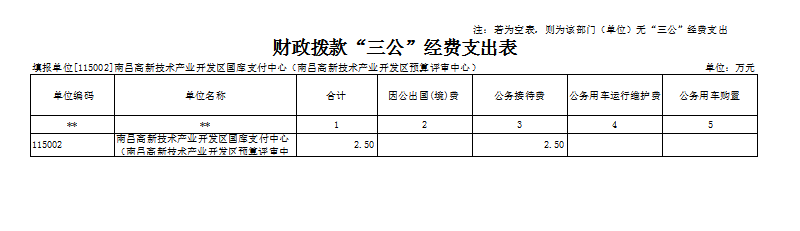 注：若为空表，则为该部门（单位）无“三公”经费支出
财政拨款“三公”经费支出表
填报单位[115002]南昌高新技术产业开发区国库支付中心（南昌高新技术产业开发区预算评审中心） 单位：万元
单位编码 单位名称 合计 因公出国(境)费 公务接待费 公务用车运行维护费 公务用车购置
** ** 1 2 3 4 5
115002 南昌高新技术产业开发区国库支付中心 2.50 2.50
（南昌高新技术产业开发区预算评审中